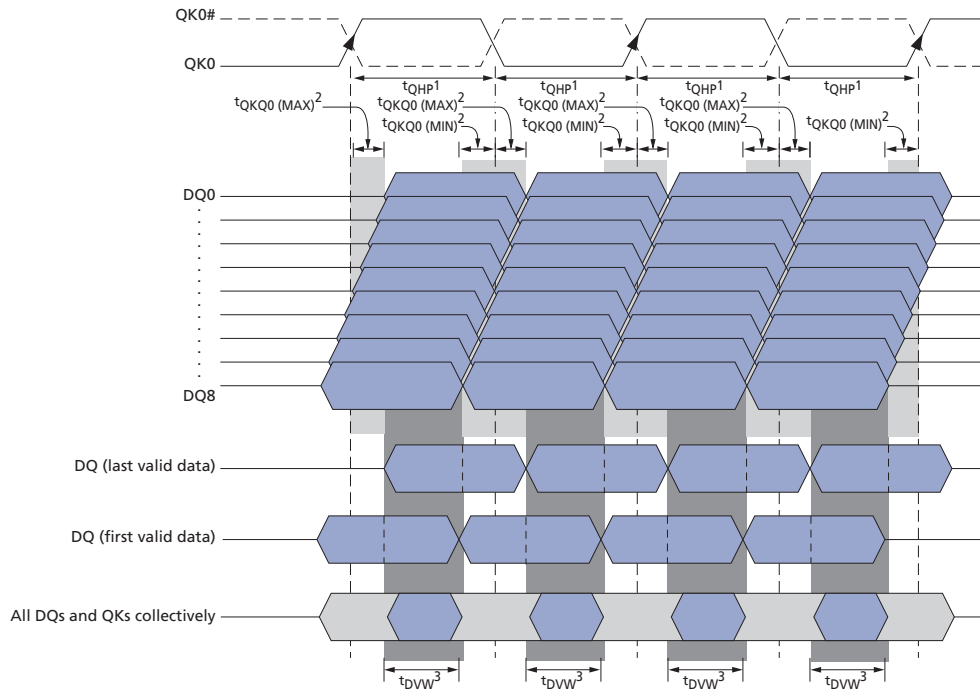 QK0#
QK0
tQHP1 tQHP1 tQHP1 tQHP1
tQKQ0 (MAX)2 tQKQ0 (MAX)2 tQKQ0 (MAX)2 tQKQ0 (MAX)2
tQKQ0 (MIN)2 tQKQ0 (MIN)2 tQKQ0 (MIN)2 tQKQ0 (MIN)2
DQ0
DQ8
DQ (last valid data)
DQ (first valid data)
All DQs and QKs collectively
tDVW3 tDVW3 tDVW3 tDVW3